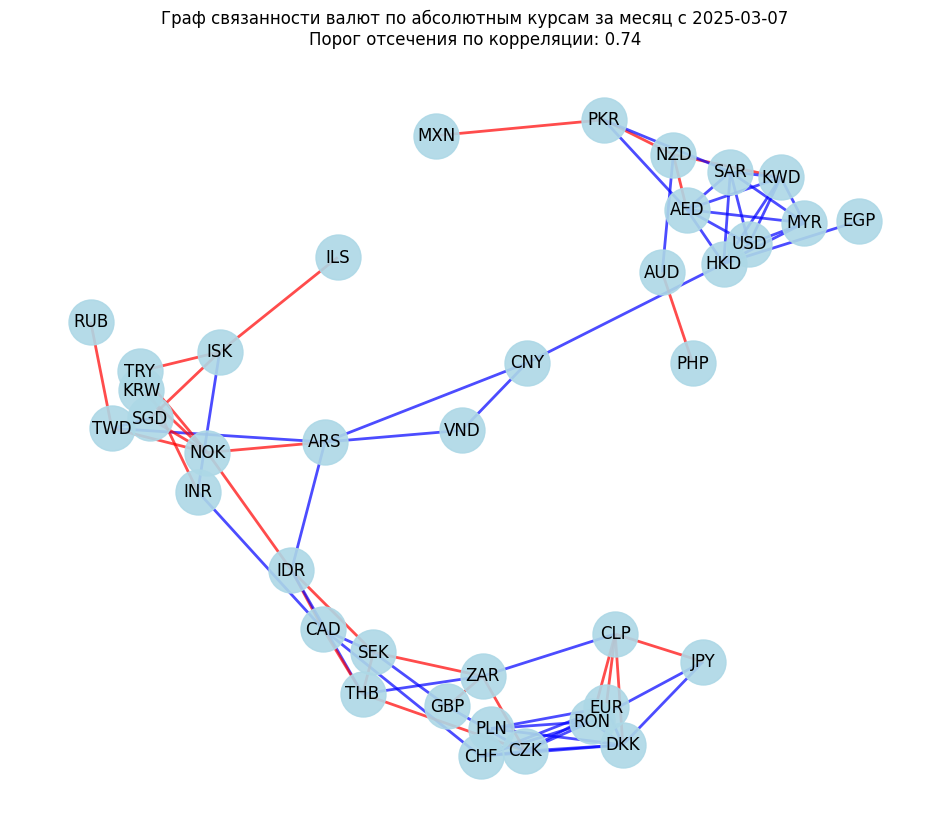 Граф связанности валют по абсолютным курсам за месяц с 2025-03-07
Порог отсечения по корреляции: 0.74
PKR
MXN
NZD
SAR
KWD
AED
MYR
EGP
USD
ILS
HKD
AUD
RUB
ISK
CNY
PHP
TRY
KRW
SGD
TWD
VND
ARS
NOK
INR
IDR
CAD
CLP
SEK
JPY
ZAR
THB
GBP
EUR
RON
PLN
DKK
CZK
CHF